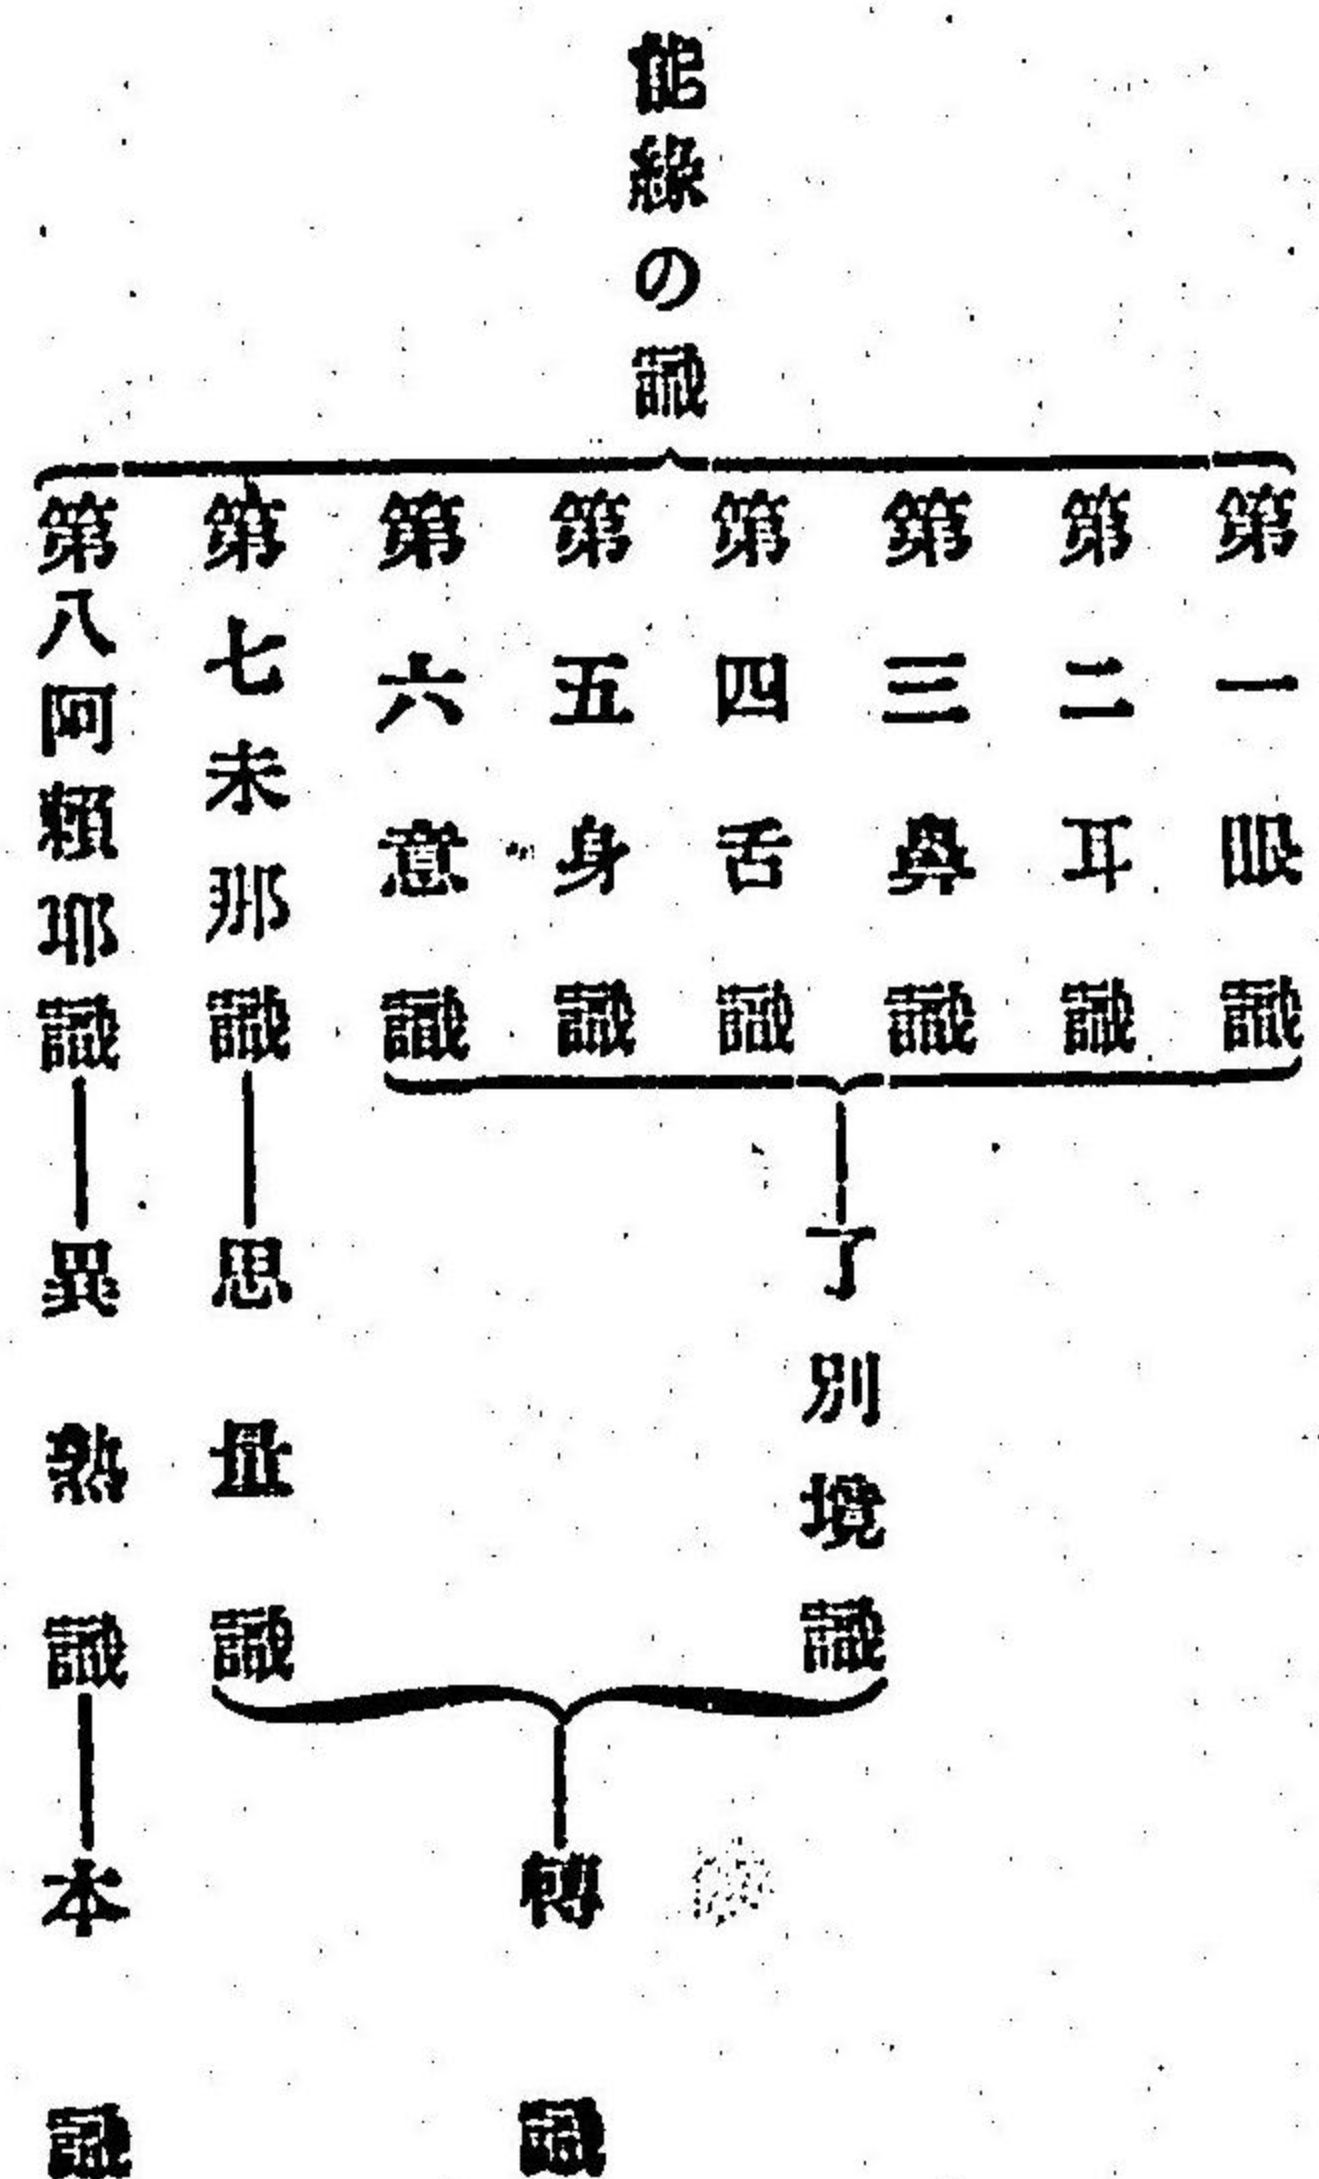 能緣の識
第一眼識
第二耳識
第三鼻識
第四舌識
第五身識
第六意識
第七末那識
第八阿賴耶識
了別境識
思量識
異熟識
轉識
本識